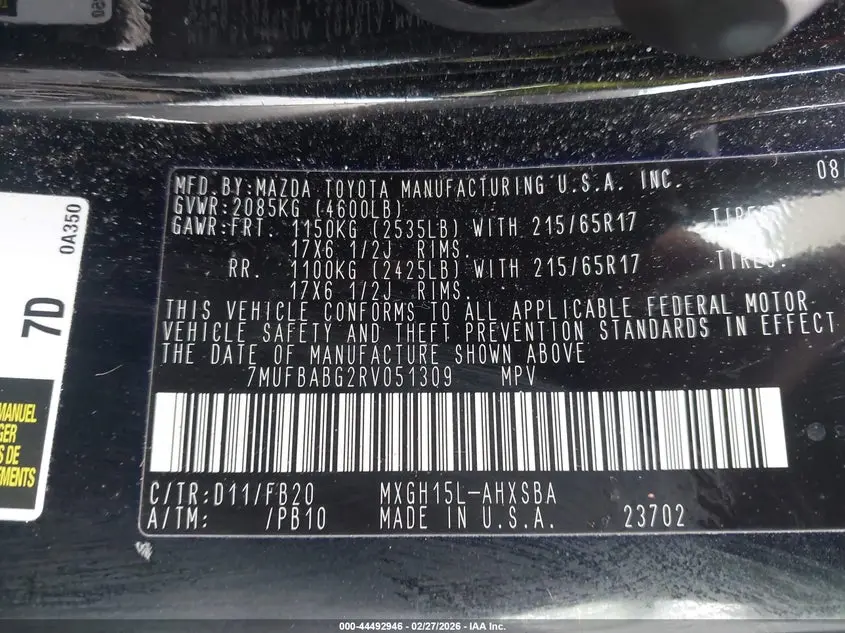 MFD. BY: MAZDA TOYOTA MANUFACTURING U.S.A. INC. 08
GVWR: 2085KG (4600LB)
GAWR: FRT. 1150KG (2535LB) WITH 215/65R17 TIRES.
17X6 1/2J RIMS.
RR. 1100KG (2425LB) WITH 215/65R17 TIRES.
17X6 1/2J RIMS.
THIS VEHICLE CONFORMS TO ALL APPLICABLE FEDERAL MOTOR
VEHICLE SAFETY AND THEFT PREVENTION STANDARDS IN EFFECT
THE DATE OF MANUFACTURE SHOWN ABOVE
7MUFBABG2RV051309 MPV
C/TR: D11/FB20 MXGH15L-AHXSBA
A/TM: /PB10 MADE IN U.S.A. 23702
7D
0A350
MANUEL
GER
S DE
EMENTS
000-44492946 - 02/27/2026 - IAA Inc.